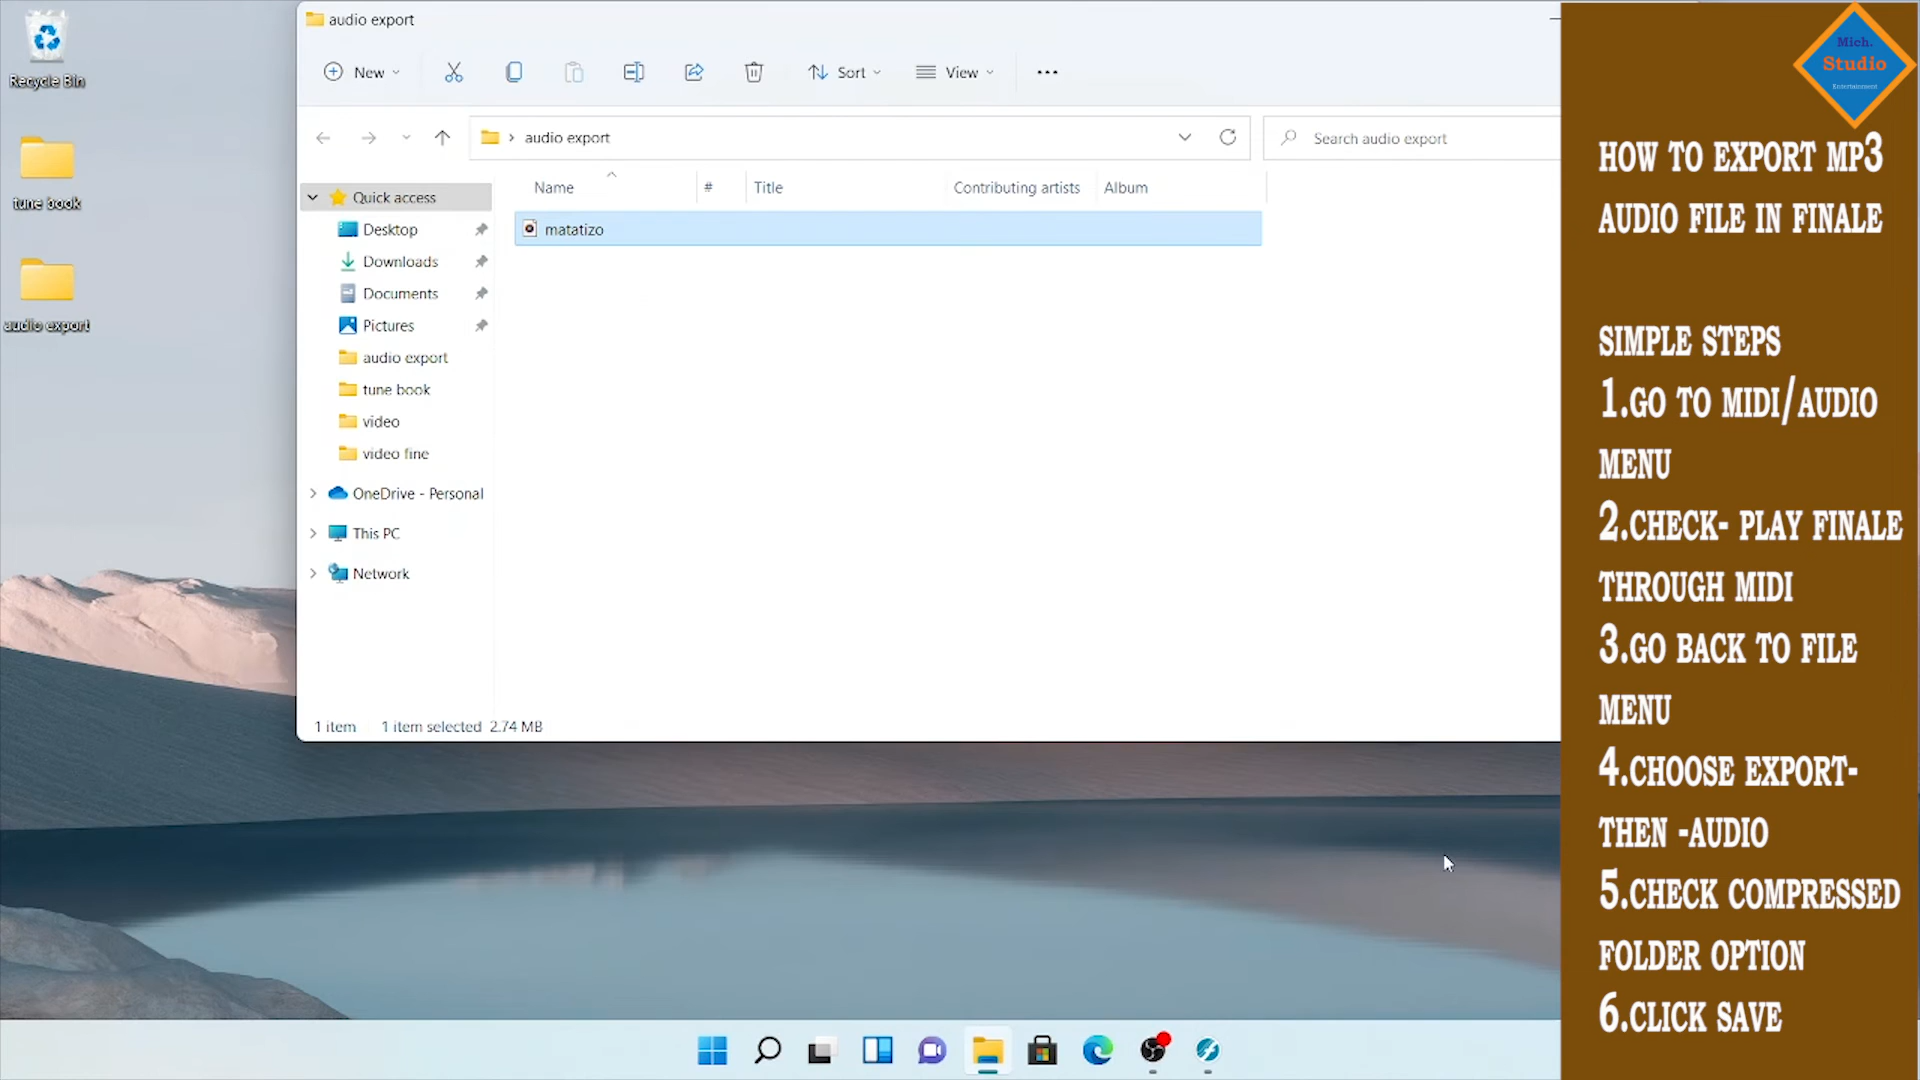 Recycle Bin
tune book
audio export
audio export
New
Sort
View
audio export
Search audio export
Name
#
Title
Contributing artists
Album
Quick access
Desktop
Downloads
Documents
Pictures
audio export
tune book
video
video fine
OneDrive - Personal
This PC
Network
matatizo
1 item
1 item selected 2.74 MB
Mich.
Studio
Entertainment
HOW TO EXPORT MP3
AUDIO FILE IN FINALE
SIMPLE STEPS
1.GO TO MIDI/AUDIO
MENU
2.CHECK- PLAY FINALE
THROUGH MIDI
3.GO BACK TO FILE
MENU
4.CHOOSE EXPORT-
THEN -AUDIO
5.CHECK COMPRESSED
FOLDER OPTION
6.CLICK SAVE